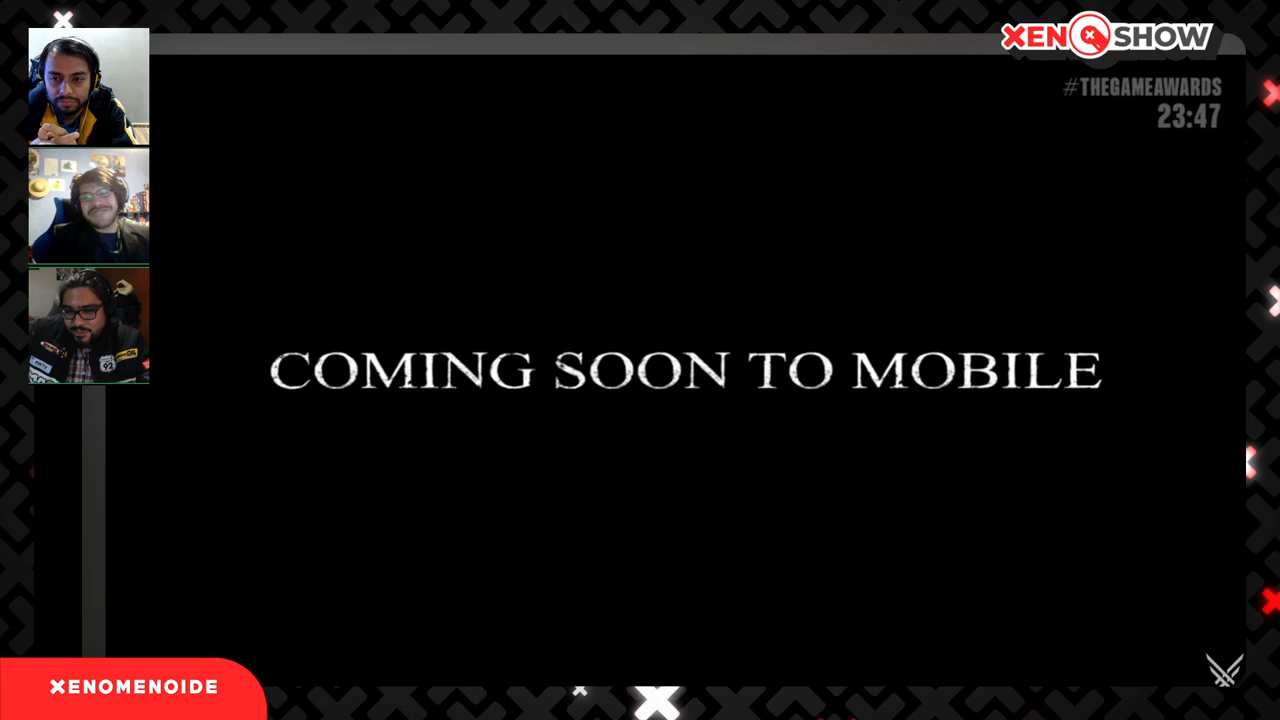 XENOSHOW
#THEGAMEAWARDS
23:47
COMING SOON TO MOBILE
XENOMENOIDE